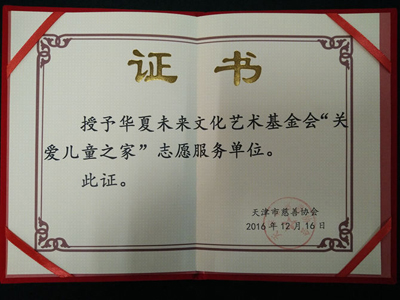 证书
授予华夏未来文化艺术基金会“关
爱儿童之家”志愿服务单位。
此证。
天津市慈善协会
2016年12月16日